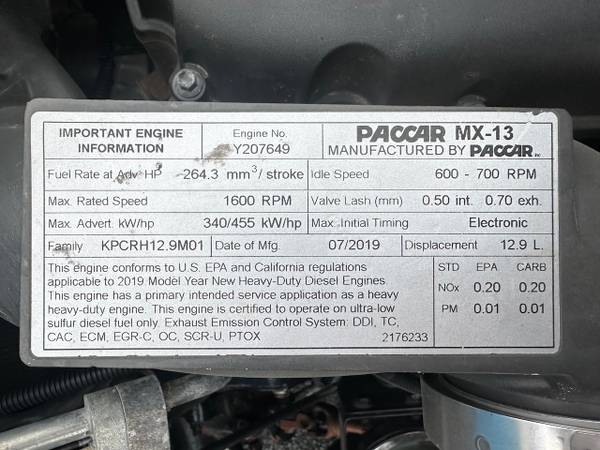 IMPORTANT ENGINE INFORMATION
Engine No. Y207649
PACCAR MX-13
MANUFACTURED BY PACCAR INC
Fuel Rate at Adv HP 264.3 mm³/ stroke
Idle Speed 600 - 700 RPM
Max. Rated Speed 1600 RPM
Valve Lash (mm) 0.50 int. 0.70 exh.
Max. Advert. kW/hp 340/455 kW/hp
Max. Initial Timing Electronic
Family KPCRH12.9M01
Date of Mfg. 07/2019
Displacement 12.9 L.
This engine conforms to U.S. EPA and California regulations
applicable to 2019 Model Year New Heavy-Duty Diesel Engines.
This engine has a primary intended service application as a heavy
heavy-duty engine. This engine is certified to operate on ultra-low
sulfur diesel fuel only. Exhaust Emission Control System: DDI, TC,
CAC, ECM, EGR-C, OC, SCR-U, PTOX 2176233
STD EPA CARB
NOx 0.20 0.20
PM 0.01 0.01